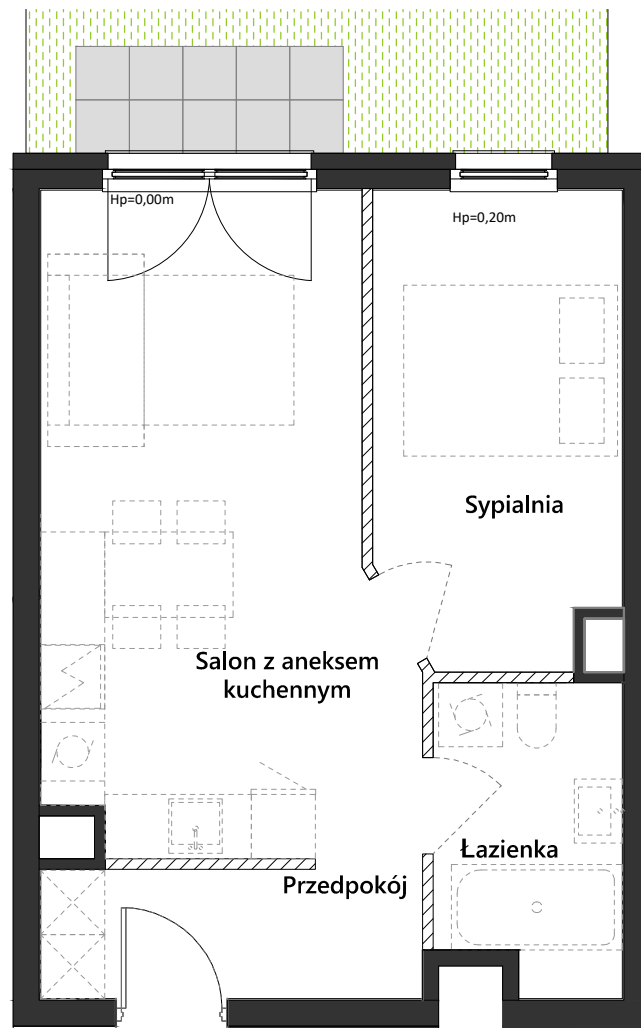 Hp=0,00m
Hp=0,20m
Sypialnia
Salon z aneksem
kuchennym
Łazienka
Przedpokój